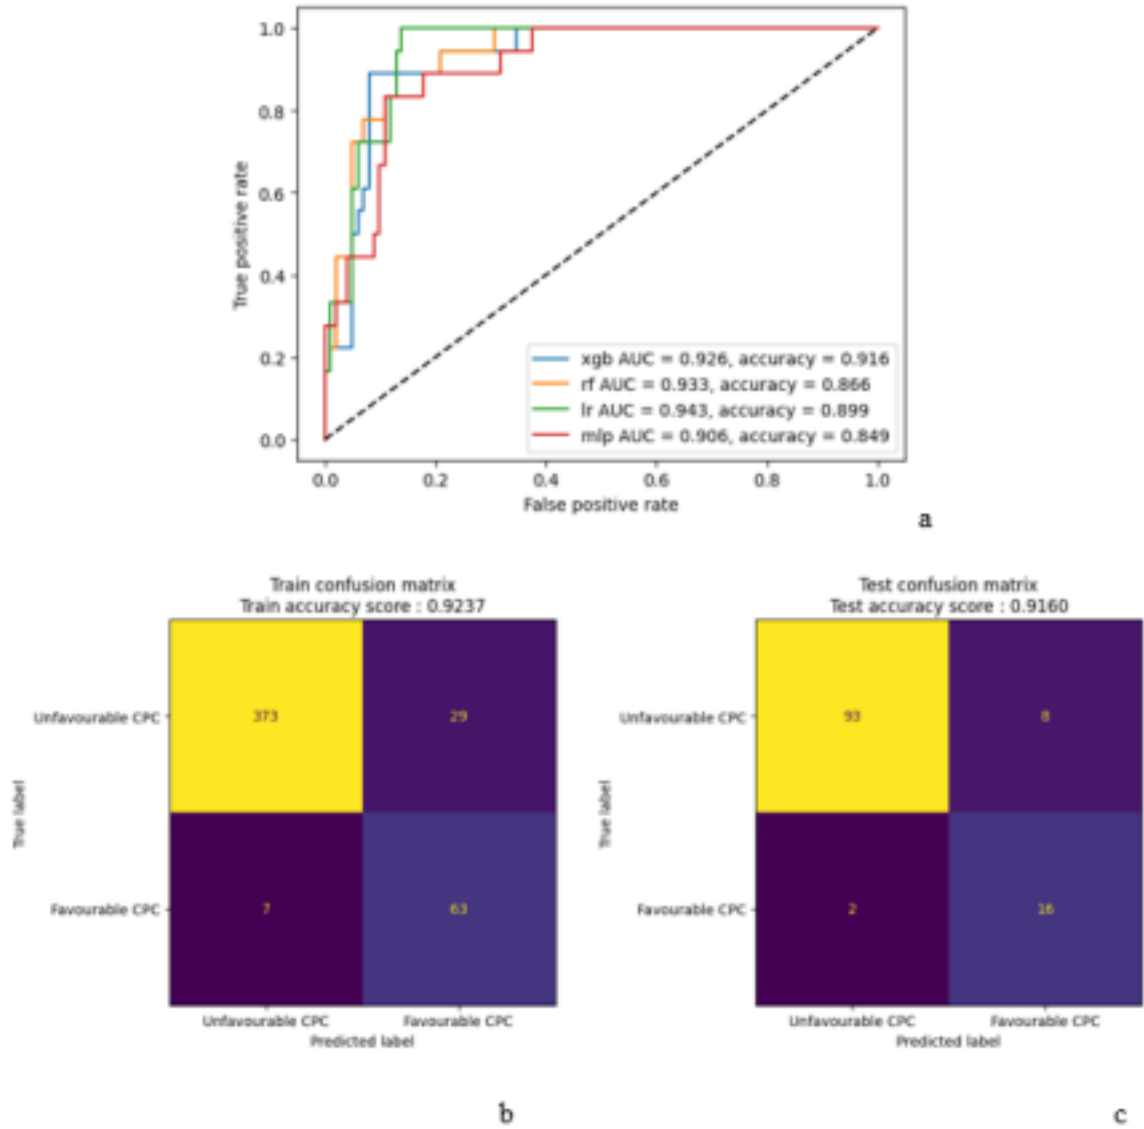 1.0
0.8
0.6
0.4
0.2
0.0
True positive rate
xgb AUC = 0.926, accuracy = 0.916
rf AUC = 0.933, accuracy = 0.866
lr AUC = 0.943, accuracy = 0.899
mlp AUC = 0.906, accuracy = 0.849
0.0 0.2 0.4 0.6 0.8 1.0
False positive rate
a
Train confusion matrix
Train accuracy score : 0.9237
True label
Unfavourable CPC 373 29
Favourable CPC 7 63
Unfavourable CPC Favourable CPC
Predicted label
b
Test confusion matrix
Test accuracy score : 0.9160
True label
Unfavourable CPC 93 8
Favourable CPC 2 16
Unfavourable CPC Favourable CPC
Predicted label
c